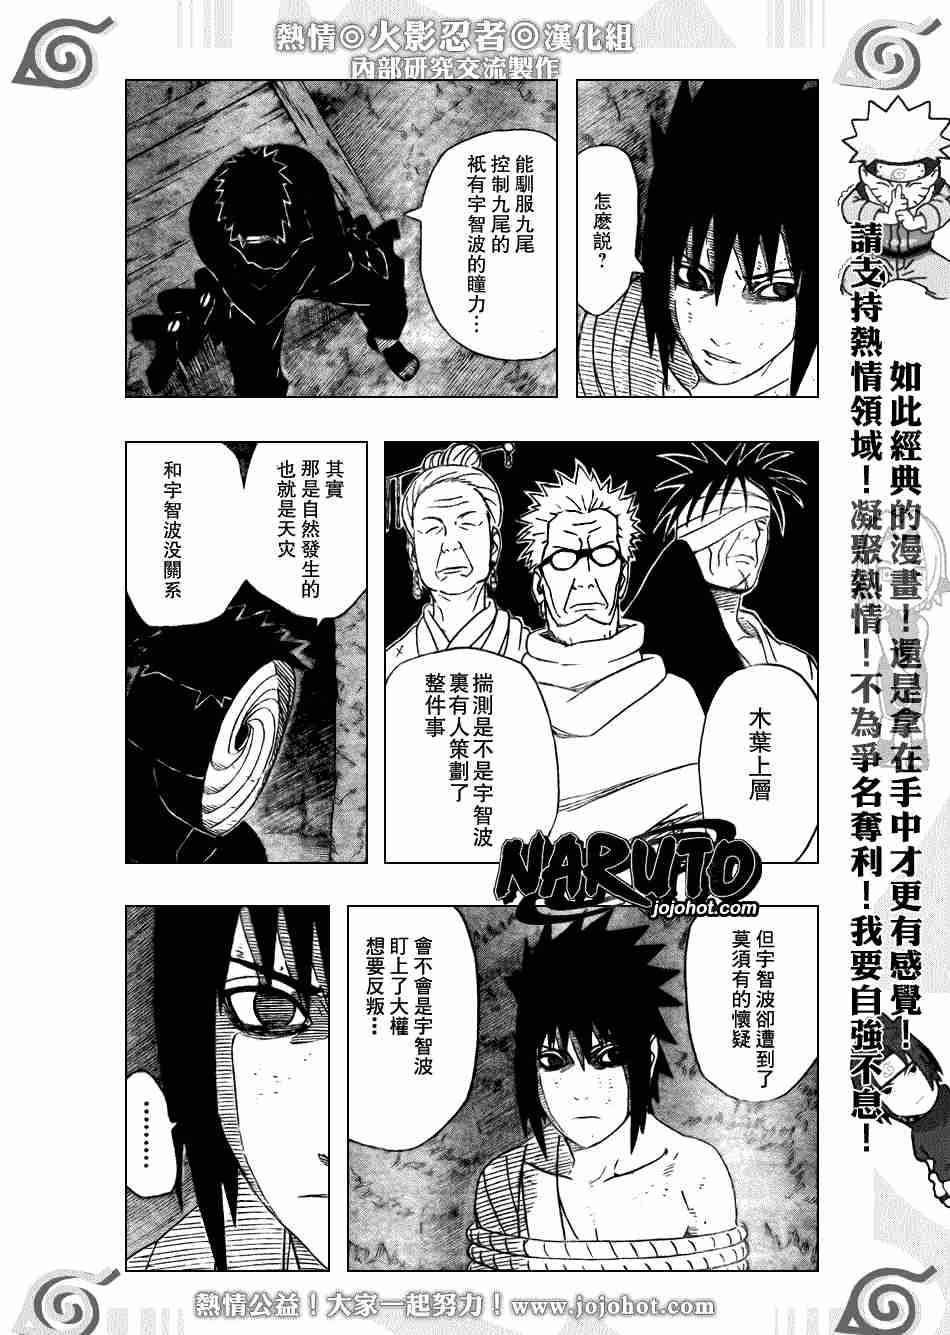 熱情◎火影忍者◎漢化組
內部研究交流製作
怎麼説?
能馴服九尾
控制九尾的
衹有宇智波的瞳力…
木葉上層
揣測是不是宇智波
裏有人策劃了
整件事
其實
那是自然發生的
也就是天灾
和宇智波没關系
NARUTO
jojohot.com
但宇智波卻遭到了
莫須有的懷疑
會不會是宇智波
盯上了大權
想要反叛…
………
如此經典的漫畫！還是拿在手中才更有感覺！
請支持熱情領域！凝聚熱情！不為爭名奪利！我要自強不息！
熱情公益！大家一起努力！www.jojohot.com